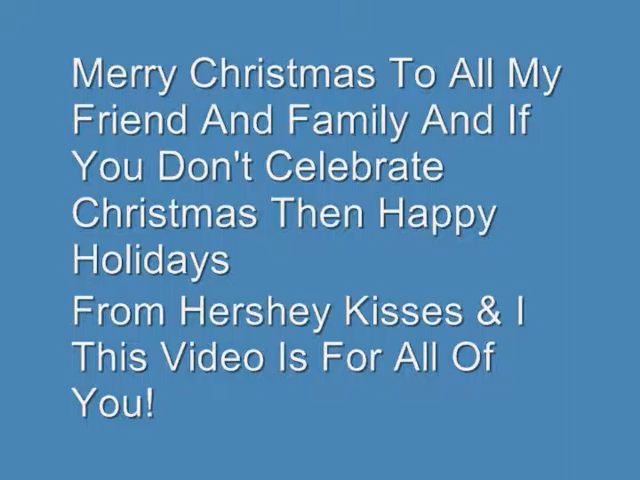 Merry Christmas To All My
Friend And Family And If
You Don't Celebrate
Christmas Then Happy
Holidays
From Hershey Kisses & I
This Video Is For All Of
You!